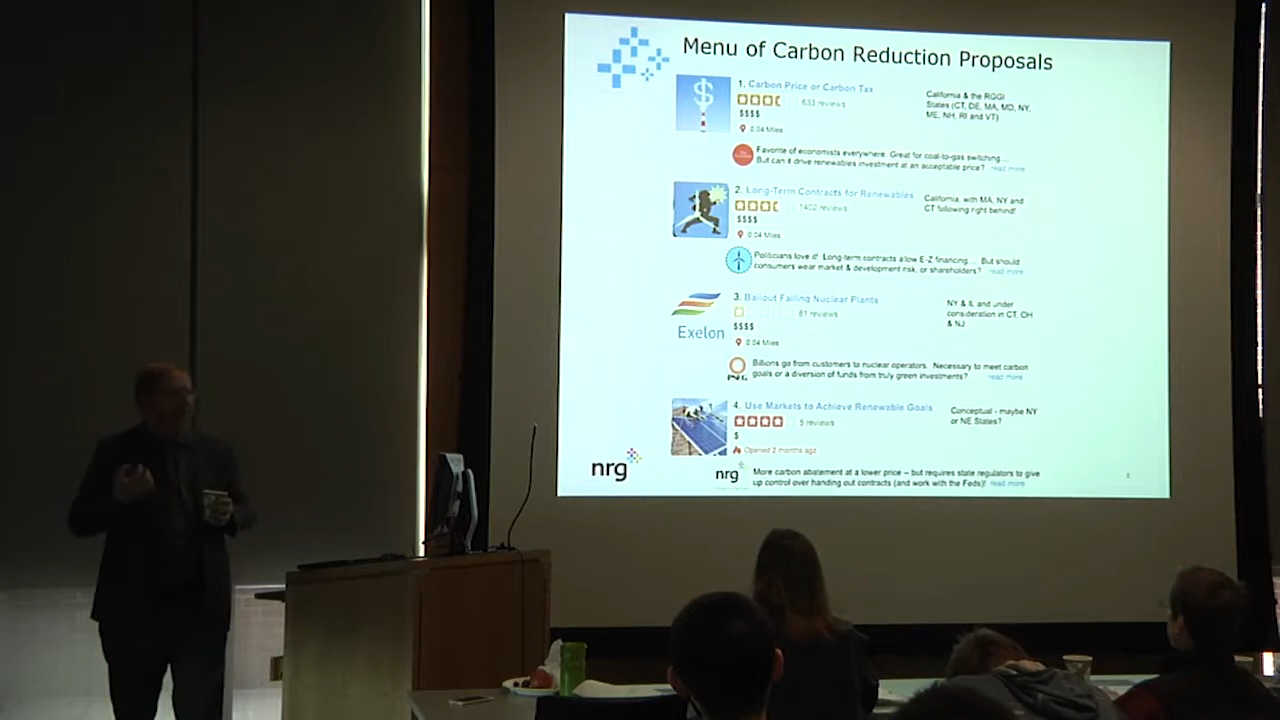 Menu of Carbon Reduction Proposals
1. Carbon Price or Carbon Tax
633 reviews
$$$$
0.04 Miles
California & the RGGI
States (CT, DE, MA, MD, NY,
ME, NH, RI and VT)
Favorite of economists everywhere. Great for coal-to-gas switching....
But can it drive renewables investment at an acceptable price? read more
2. Long-Term Contracts for Renewables
1402 reviews
$$$$
0.04 Miles
California, with MA, NY and
CT following right behind!
Politicians love it! Long-term contracts allow E-Z financing.... But should
consumers wear market & development risk, or shareholders? read more
Exelon
3. Bailout Failing Nuclear Plants
81 reviews
$$$$
0.04 Miles
NY & IL and under
consideration in CT, OH
& NJ
PSEG
Billions go from customers to nuclear operators. Necessary to meet carbon
goals or a diversion of funds from truly green investments? read more
4. Use Markets to Achieve Renewable Goals
5 reviews
$
Opened 2 months ago
Conceptual - maybe NY
or NE States?
nrg
nrg
More carbon abatement at a lower price – but requires state regulators to give
up control over handing out contracts (and work with the Feds)! read more